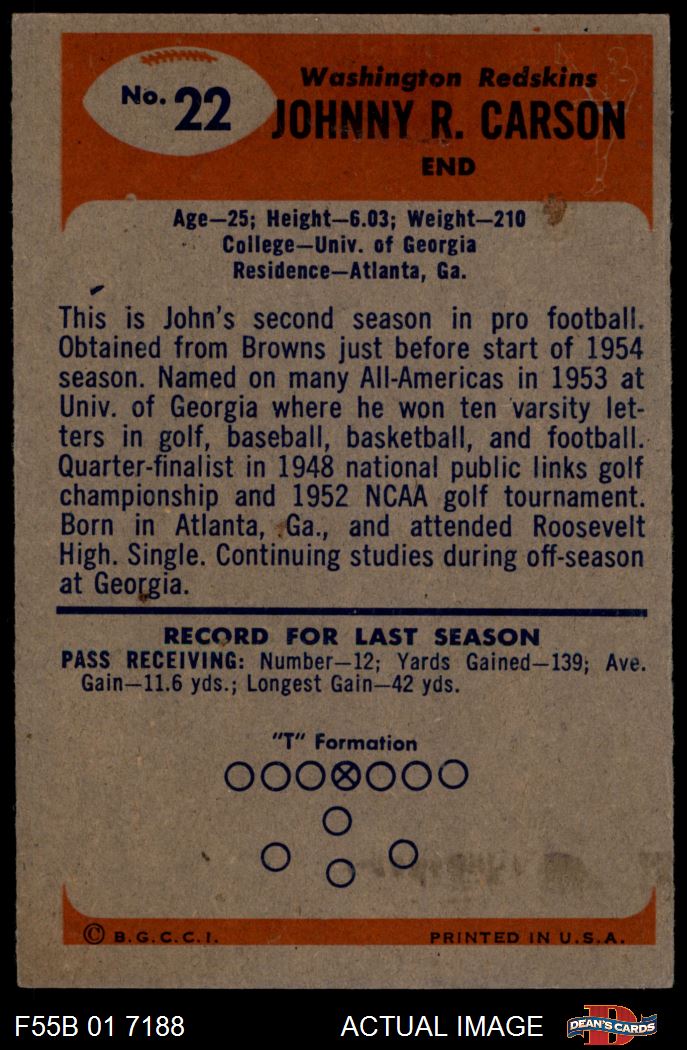 No. 22
Washington Redskins
JOHNNY R. CARSON
END
Age—25; Height—6.03; Weight—210
College—Univ. of Georgia
Residence—Atlanta, Ga.
This is John's second season in pro football.
Obtained from Browns just before start of 1954
season. Named on many All-Americas in 1953 at
Univ. of Georgia where he won ten varsity let-
ters in golf, baseball, basketball, and football.
Quarter-finalist in 1948 national public links golf
championship and 1952 NCAA golf tournament.
Born in Atlanta, Ga., and attended Roosevelt
High. Single. Continuing studies during off-season
at Georgia.
RECORD FOR LAST SEASON
PASS RECEIVING: Number—12; Yards Gained—139; Ave.
Gain—11.6 yds.; Longest Gain—42 yds.
"T" Formation
© B.G.C.C.I. PRINTED IN U.S.A.
F55B 01 7188 ACTUAL IMAGE DEAN'S CARDS